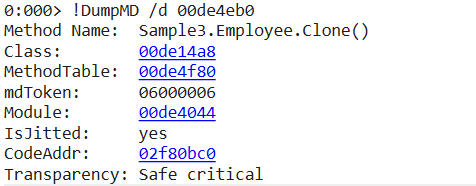 0:000> !DumpMD /d 00de4eb0
Method Name:  Sample3.Employee.Clone()
Class:        00de14a8
MethodTable:  00de4f80
mdToken:      06000006
Module:       00de4044
IsJitted:     yes
CodeAddr:     02f80bc0
Transparency: Safe critical